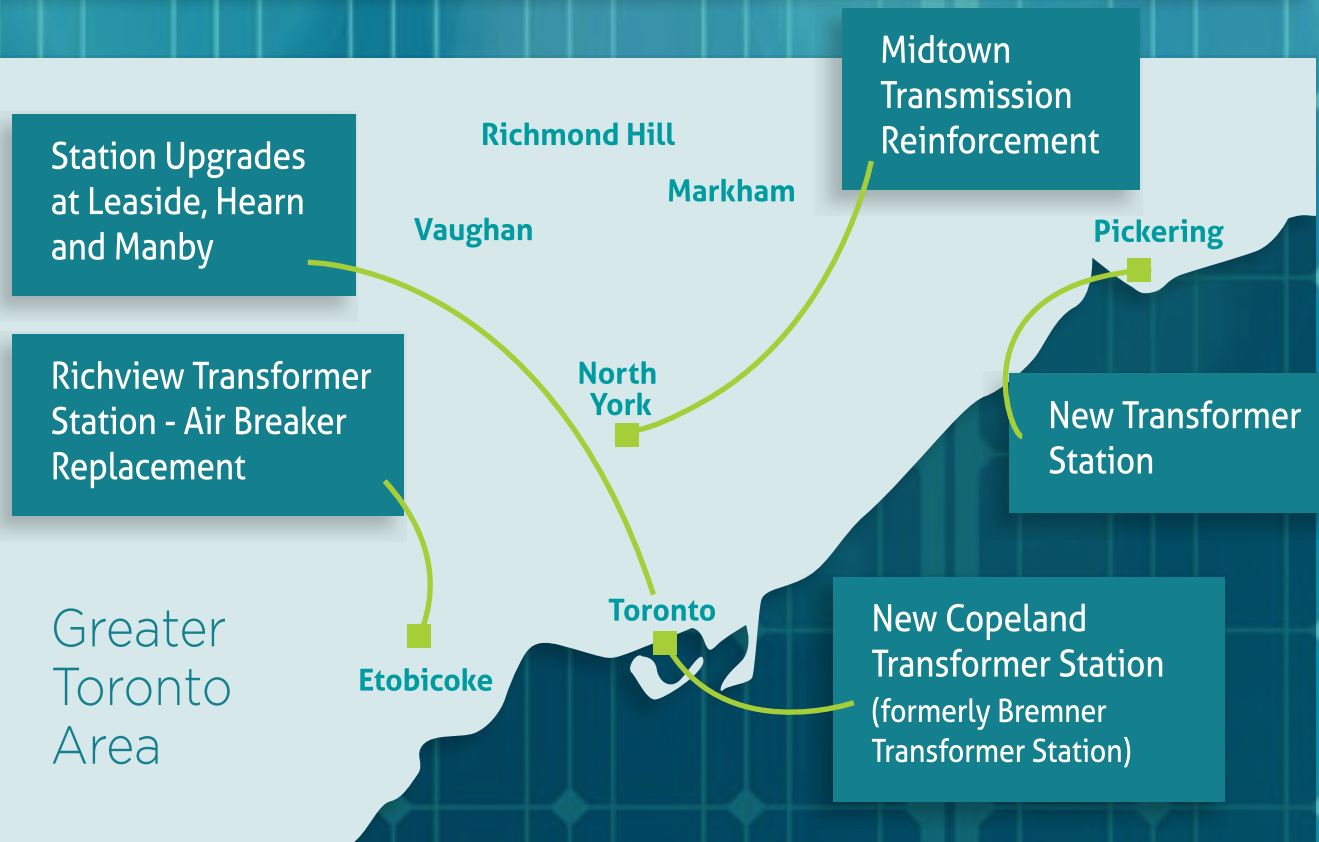 Midtown
Transmission
Reinforcement
Richmond Hill
Markham
Vaughan
Pickering
Station Upgrades
at Leaside, Hearn
and Manby
Richview Transformer
Station - Air Breaker
Replacement
North
York
New Transformer
Station
Toronto
Etobicoke
New Copeland
Transformer Station
(formerly Bremner
Transformer Station)
Greater
Toronto
Area